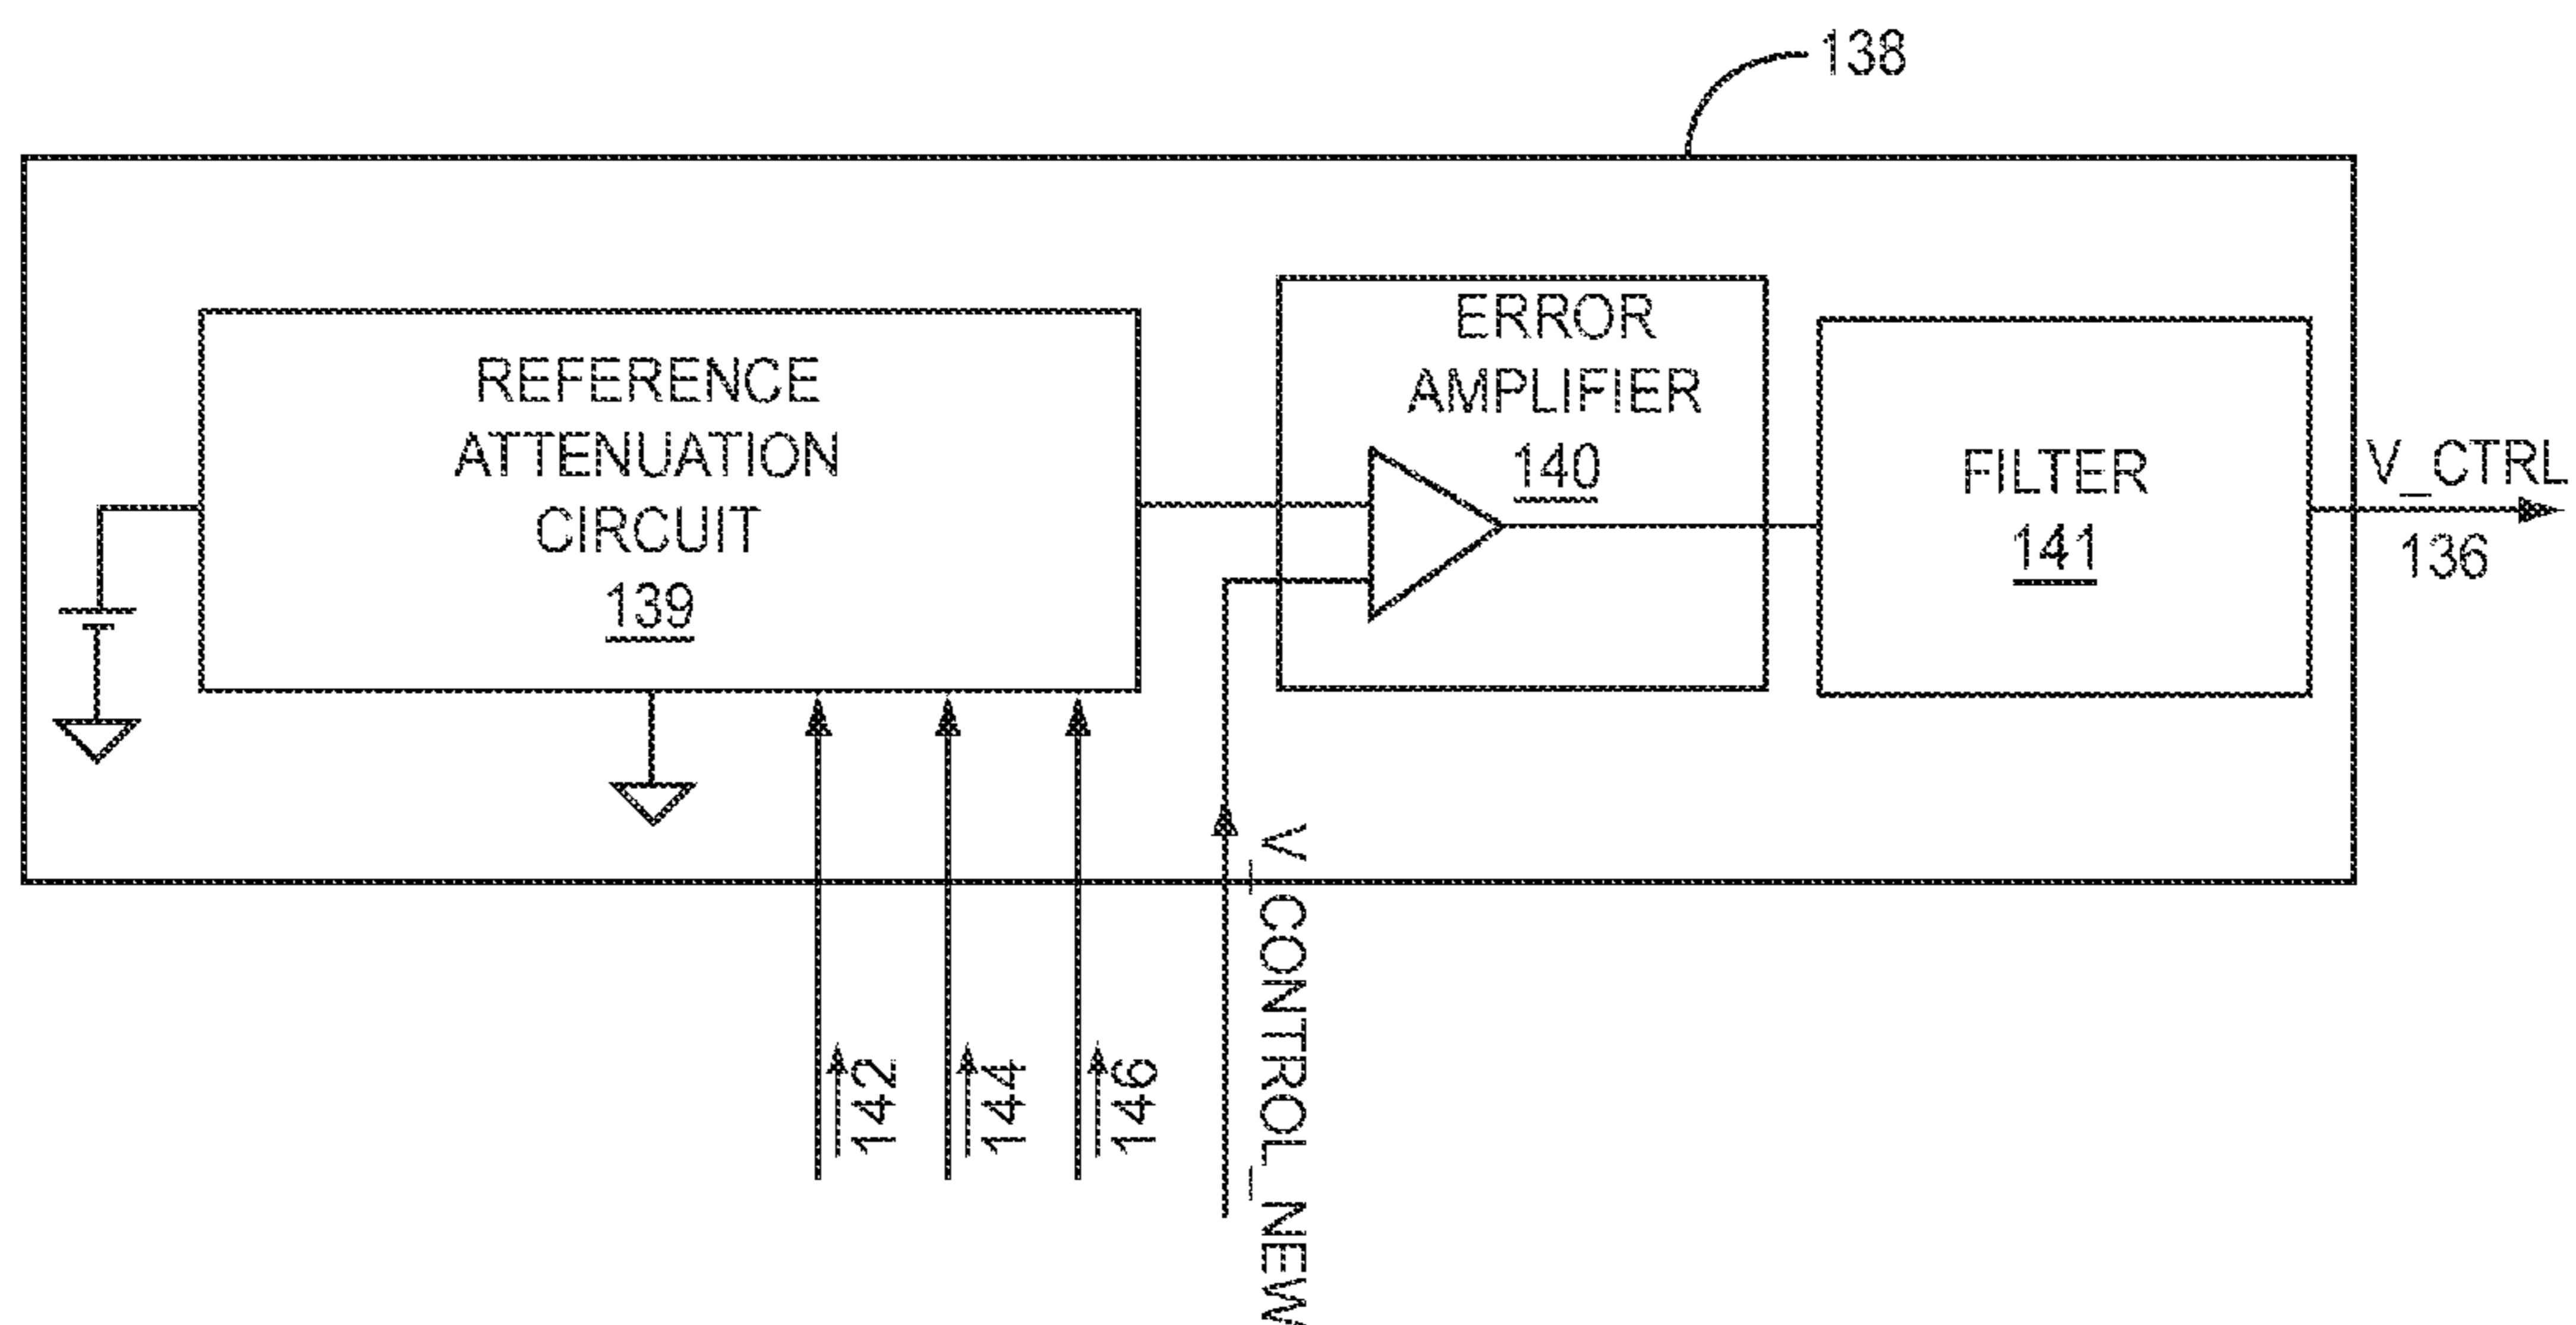 138
REFERENCE
ATTENUATION
CIRCUIT
139
ERROR
AMPLIFIER
140
FILTER
141
V_CTRL
136
142
144
146
V_CONTROL_NEW